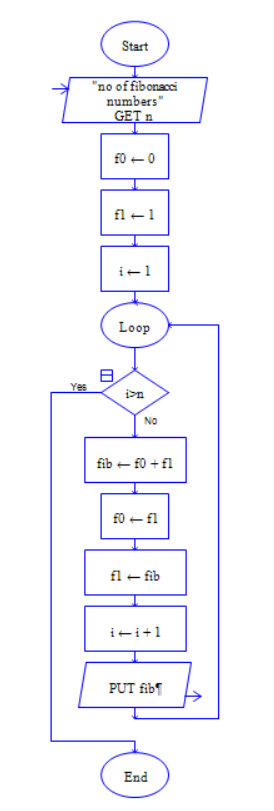 Start
"no of fibonacci
numbers"
GET n
f0 ← 0
f1 ← 1
i ← 1
Loop
Yes
i>n
No
fib ← f0 + f1
f0 ← f1
f1 ← fib
i ← i + 1
PUT fib¶
End